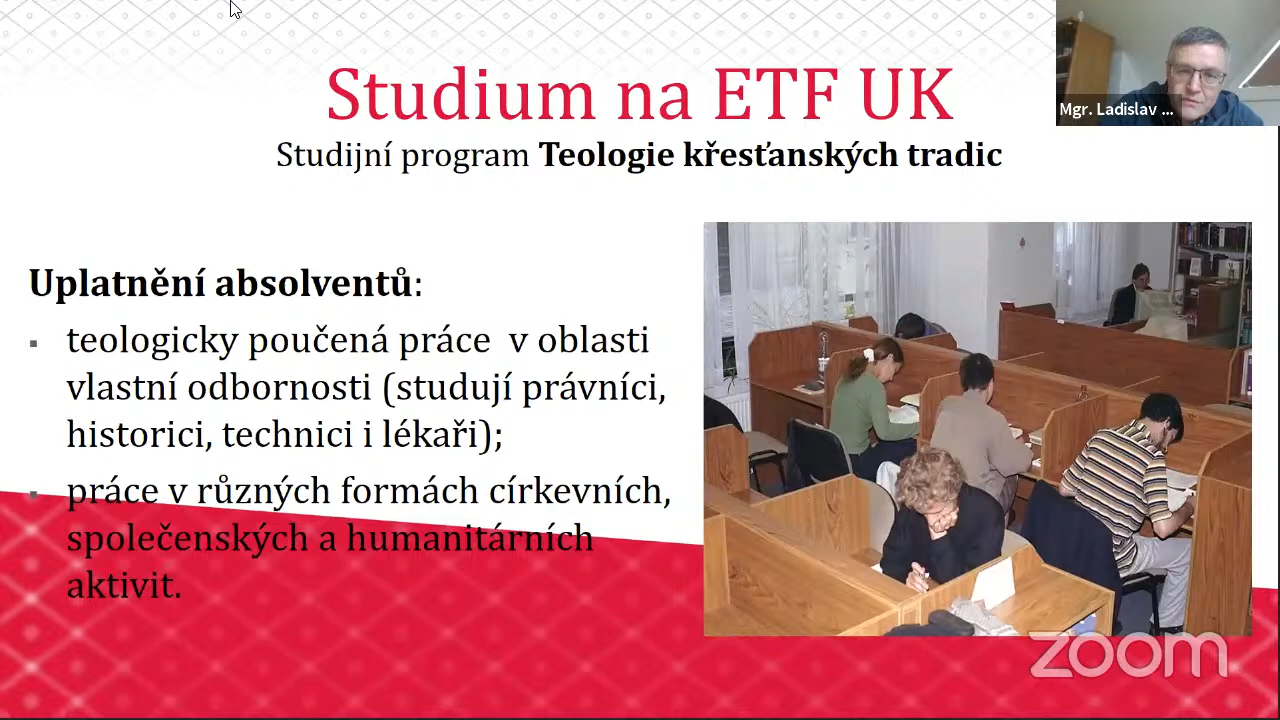 Studium na ETF UK
Mgr. Ladislav ...
Studijní program Teologie křesťanských tradic
Uplatnění absolventů:
▪ teologicky poučená práce v oblasti
vlastní odbornosti (studují právníci,
historici, technici i lékaři);
▪ práce v různých formách církevních,
společenských a humanitárních
aktivit.
zoom